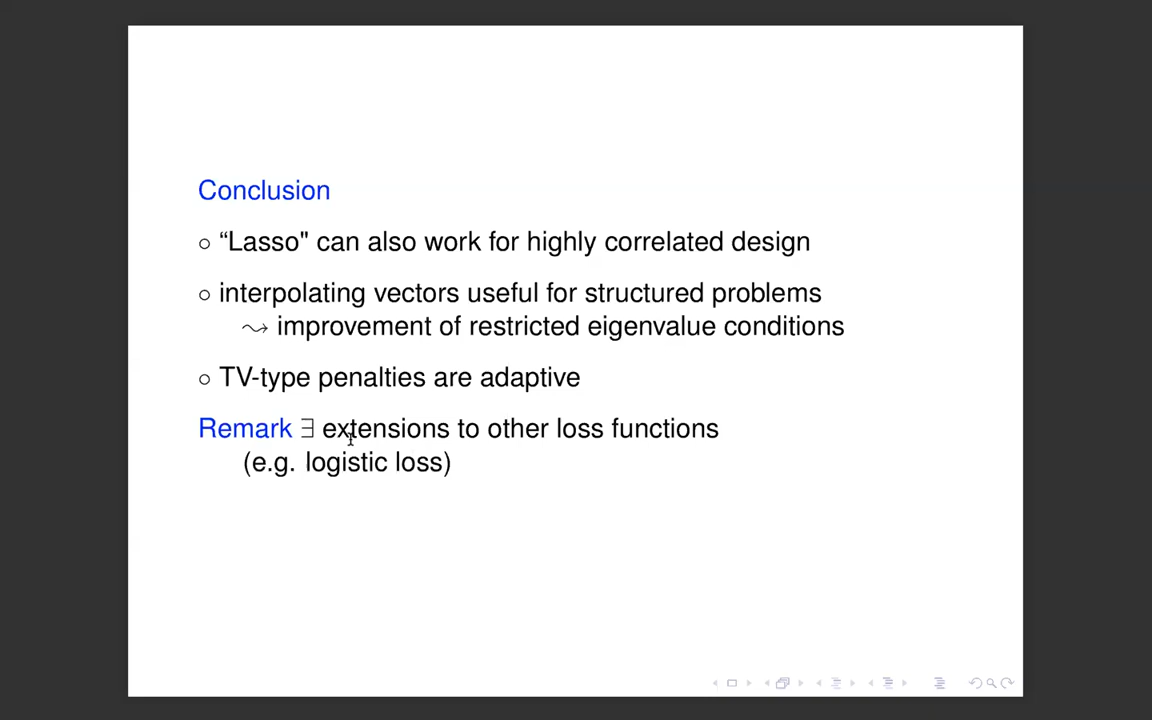 Conclusion
○ “Lasso" can also work for highly correlated design
○ interpolating vectors useful for structured problems
⇝ improvement of restricted eigenvalue conditions
○ TV-type penalties are adaptive
Remark ∃ extensions to other loss functions
(e.g. logistic loss)